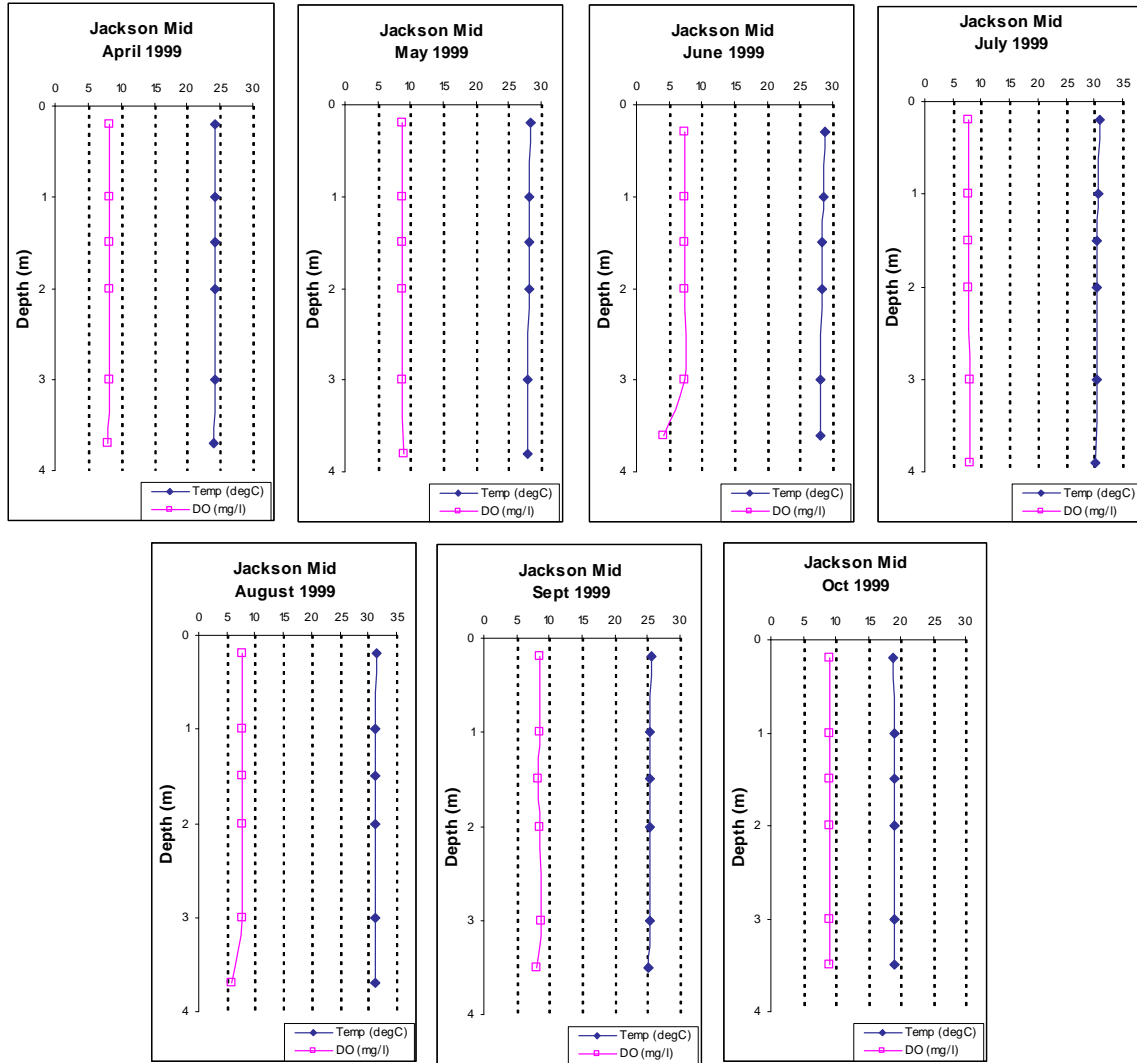 Jackson Mid
April 1999
0 5 10 15 20 25 30
0
1
2
3
4
Depth (m)
Temp (degC)
DO (mg/l)
Jackson Mid
May 1999
0 5 10 15 20 25 30
0
1
2
3
4
Depth (m)
Temp (degC)
DO (mg/l)
Jackson Mid
June 1999
0 5 10 15 20 25 30
0
1
2
3
4
Depth (m)
Temp (degC)
DO (mg/l)
Jackson Mid
July 1999
0 5 10 15 20 25 30 35
0
1
2
3
4
Depth (m)
Temp (degC)
DO (mg/l)
Jackson Mid
August 1999
0 5 10 15 20 25 30 35
0
1
2
3
4
Depth (m)
Temp (degC)
DO (mg/l)
Jackson Mid
Sept 1999
0 5 10 15 20 25 30
0
1
2
3
4
Depth (m)
Temp (degC)
DO (mg/l)
Jackson Mid
Oct 1999
0 5 10 15 20 25 30
0
1
2
3
4
Depth (m)
Temp (degC)
DO (mg/l)